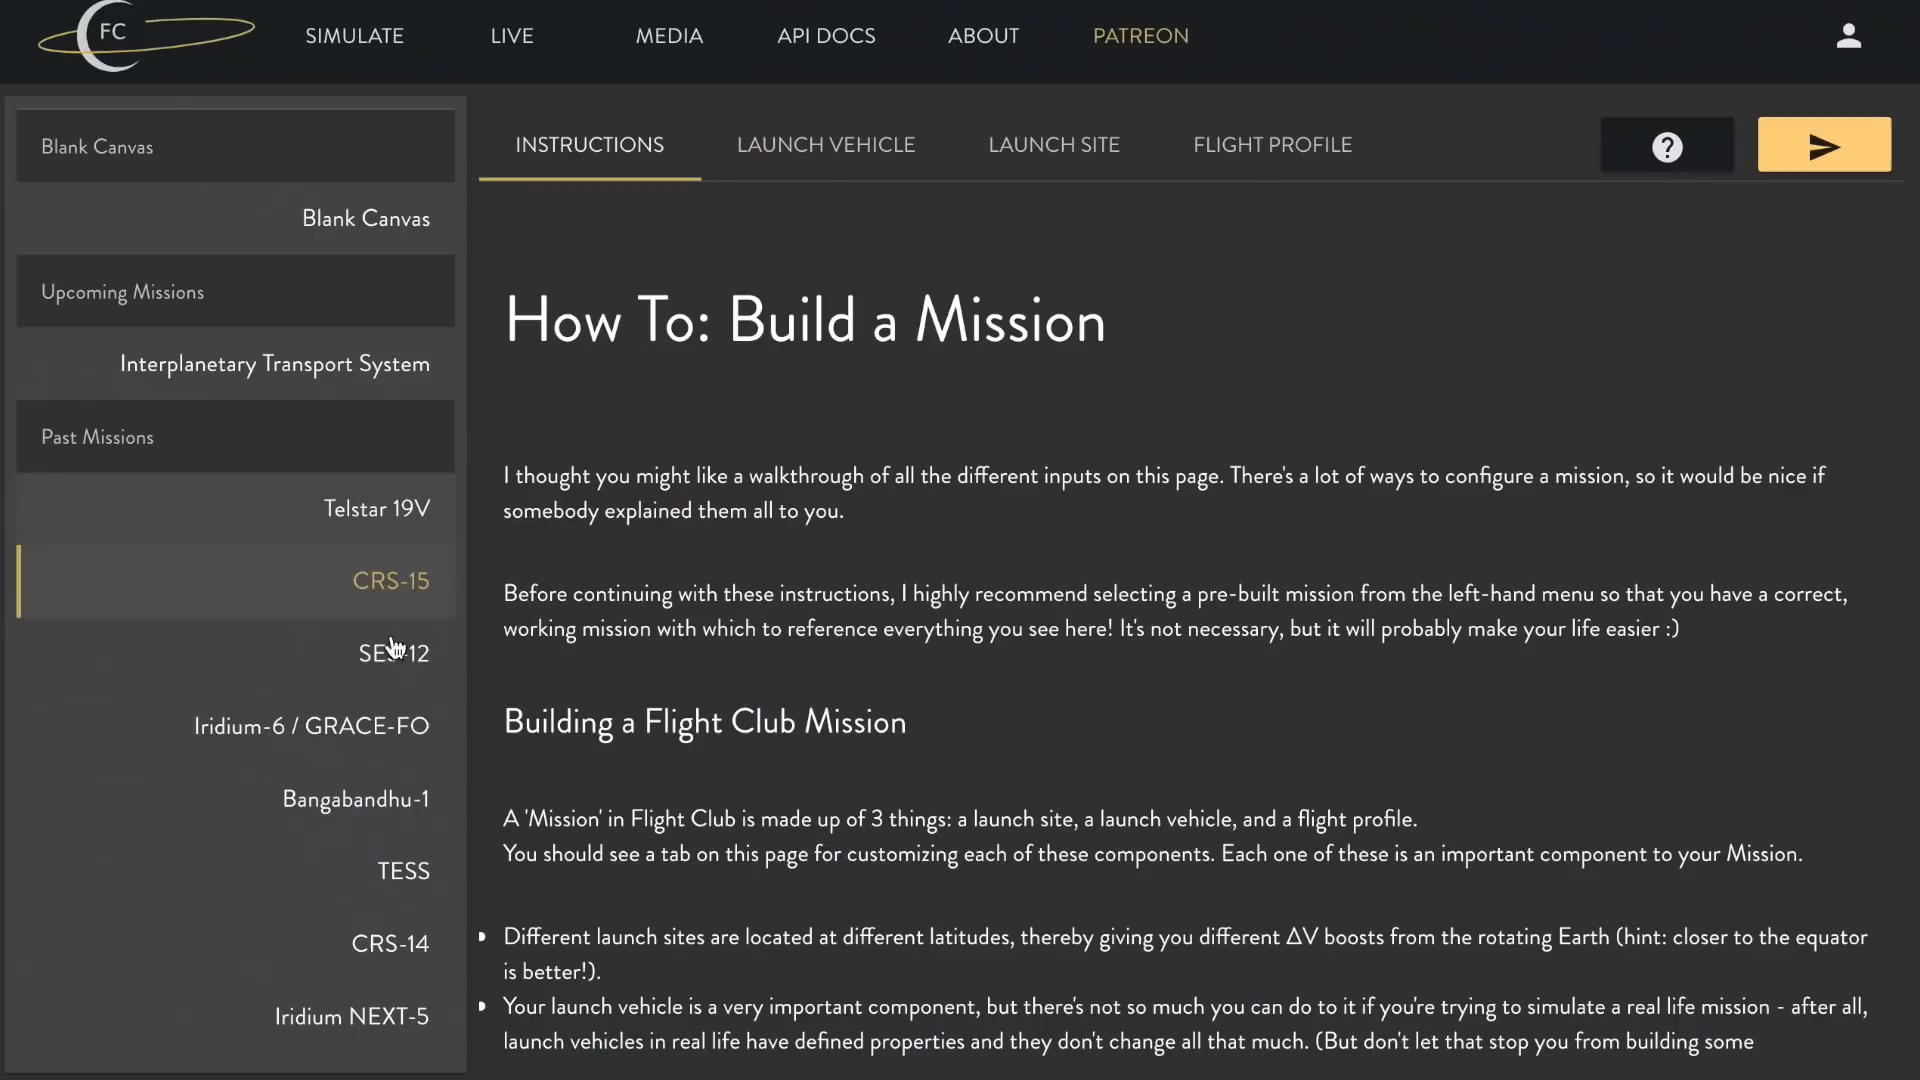 FC
SIMULATE
LIVE
MEDIA
API DOCS
ABOUT
PATREON
Blank Canvas
Blank Canvas
Upcoming Missions
Interplanetary Transport System
Past Missions
Telstar 19V
CRS-15
SES-12
Iridium-6 / GRACE-FO
Bangabandhu-1
TESS
CRS-14
Iridium NEXT-5
INSTRUCTIONS
LAUNCH VEHICLE
LAUNCH SITE
FLIGHT PROFILE
?
How To: Build a Mission
I thought you might like a walkthrough of all the different inputs on this page. There's a lot of ways to configure a mission, so it would be nice if
somebody explained them all to you.
Before continuing with these instructions, I highly recommend selecting a pre-built mission from the left-hand menu so that you have a correct,
working mission with which to reference everything you see here! It's not necessary, but it will probably make your life easier :)
Building a Flight Club Mission
A 'Mission' in Flight Club is made up of 3 things: a launch site, a launch vehicle, and a flight profile.
You should see a tab on this page for customizing each of these components. Each one of these is an important component to your Mission.
Different launch sites are located at different latitudes, thereby giving you different ΔV boosts from the rotating Earth (hint: closer to the equator
is better!).
Your launch vehicle is a very important component, but there's not so much you can do to it if you're trying to simulate a real life mission - after all,
launch vehicles in real life have defined properties and they don't change all that much. (But don't let that stop you from building some